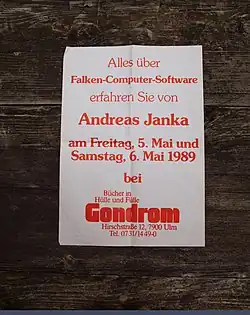 Alles über
Falken-Computer-Software
erfahren Sie von
Andreas Janka
am Freitag, 5. Mai und
Samstag, 6. Mai 1989
bei
Bücher in
Hülle und Fülle
Gondrom
Hirschstraße 12, 7900 Ulm
Tel. 0731/1449-0